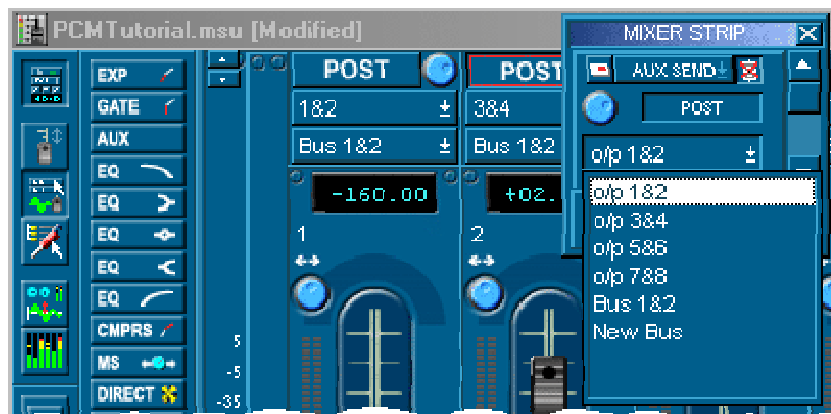 PCMTutorial.msu [Modified]
EXP
GATE
AUX
EQ
EQ
EQ
EQ
EQ
CMPRS
MS
DIRECT
5
-5
-35
POST
1&2
Bus 1&2
-160.00
1
POST
3&4
Bus 1&2
+02.
2
MIXER STRIP
AUX SEND
POST
o/p 1&2
o/p 1&2
o/p 3&4
o/p 5&6
o/p 7&8
Bus 1&2
New Bus